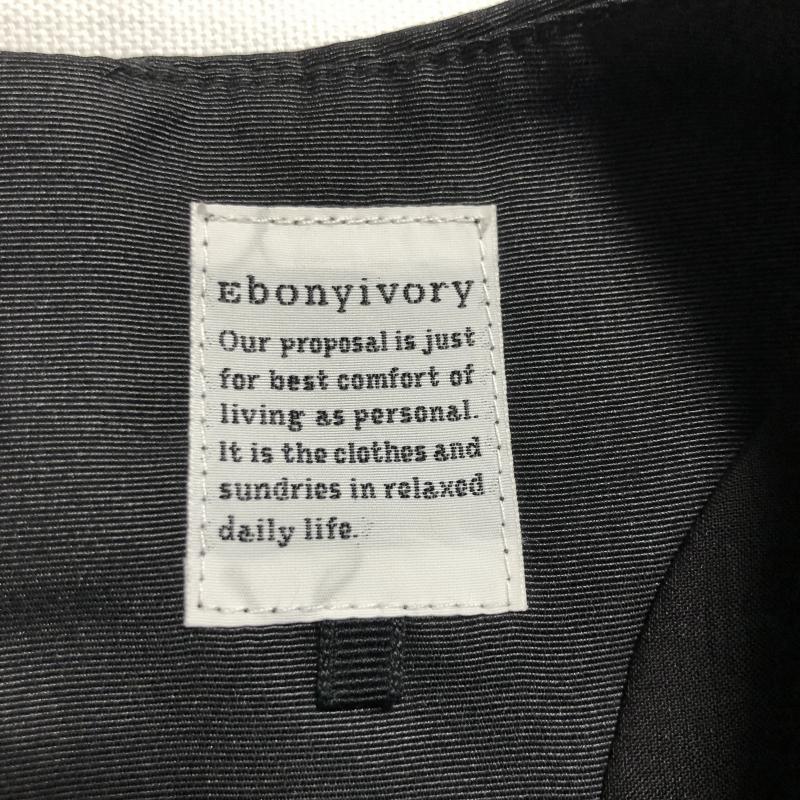 Ebonyivory
Our proposal is just
for best comfort of
living as personal.
It is the clothes and
sundries in relaxed
daily life.